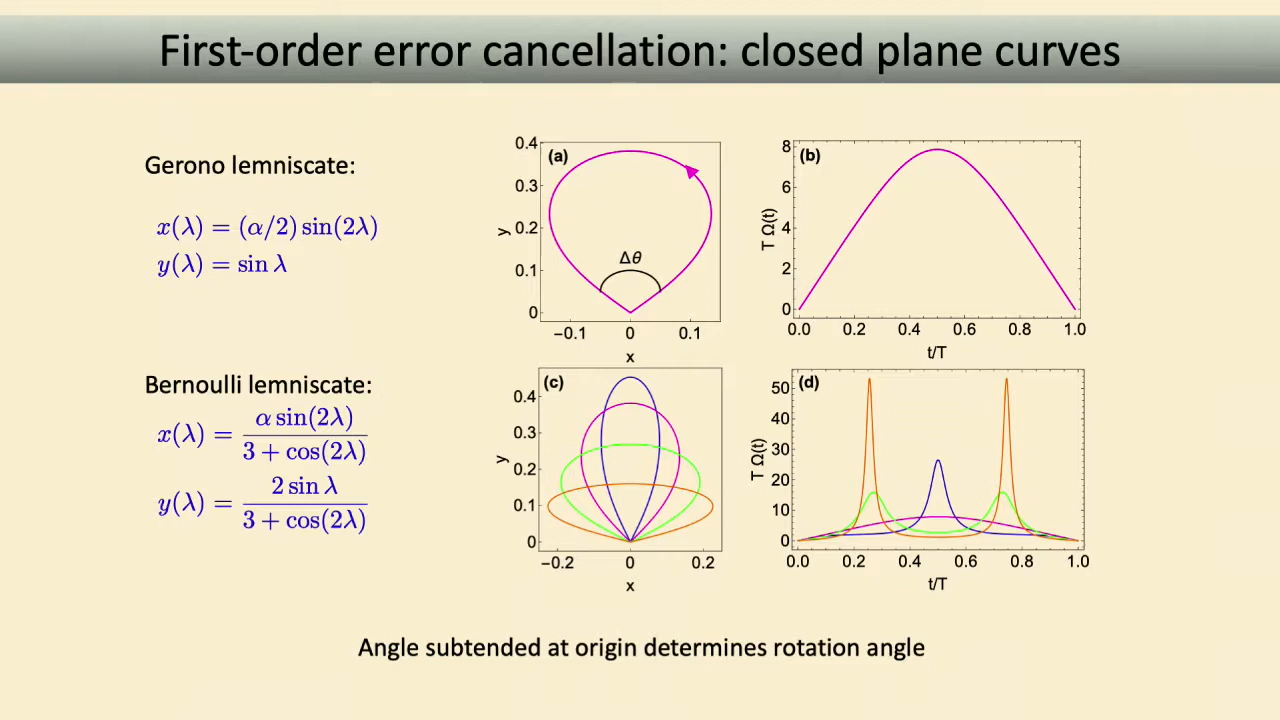 First-order error cancellation: closed plane curves
Gerono lemniscate:
x(λ) = (α/2) sin(2λ)
y(λ) = sin λ
Bernoulli lemniscate:
x(λ) = α sin(2λ) / 3 + cos(2λ)
y(λ) = 2 sin λ / 3 + cos(2λ)
(a)
0.4
0.3
0.2
0.1
0
y
Δθ
−0.1 0 0.1
x
(b)
8
6
4
2
0
T Ω(t)
0.0 0.2 0.4 0.6 0.8 1.0
t/T
(c)
0.4
0.3
0.2
0.1
0
y
−0.2 0 0.2
x
(d)
50
40
30
20
10
0
T Ω(t)
0.0 0.2 0.4 0.6 0.8 1.0
t/T
Angle subtended at origin determines rotation angle